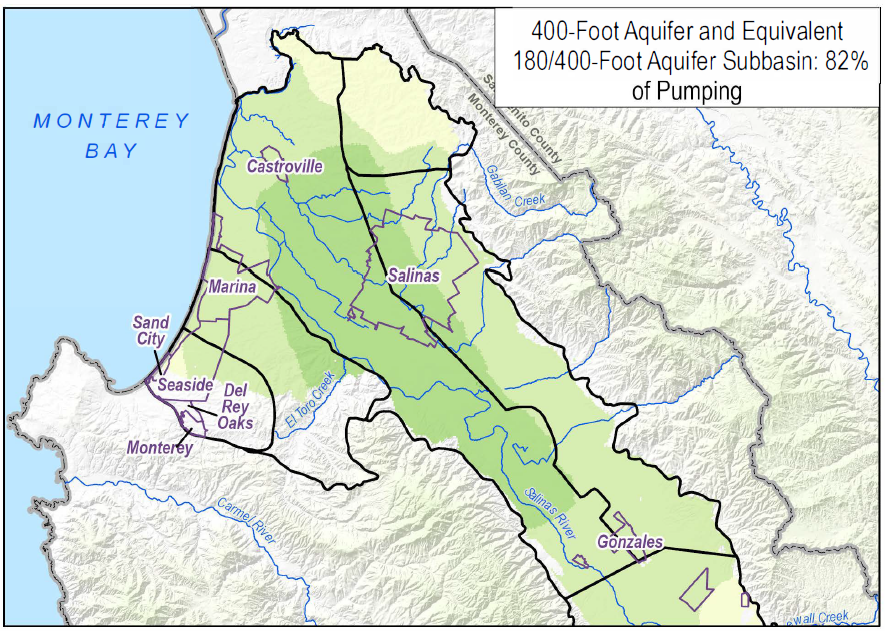 400-Foot Aquifer and Equivalent
180/400-Foot Aquifer Subbasin: 82%
of Pumping
MONTEREY
BAY
Monterey County
Castroville
Gabilan Creek
Salinas
Marina
Sand
City
Seaside
Del
Rey
Oaks
El Toro Creek
Monterey
Carmel River
Salinas River
Gonzales
Creek